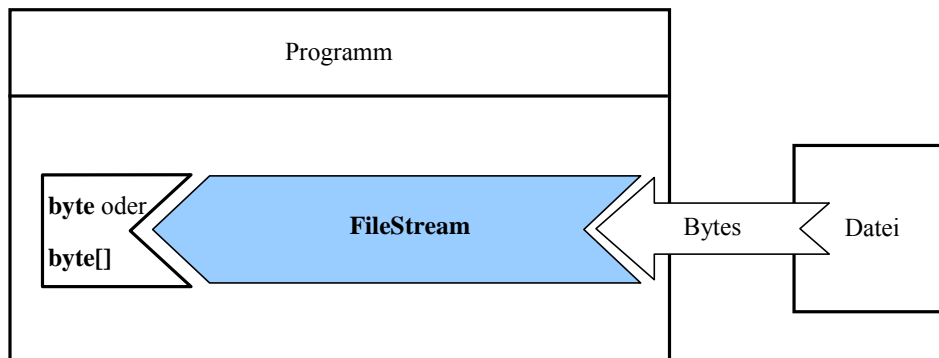 Programm
byte oder
byte[]
FileStream
Bytes
Datei